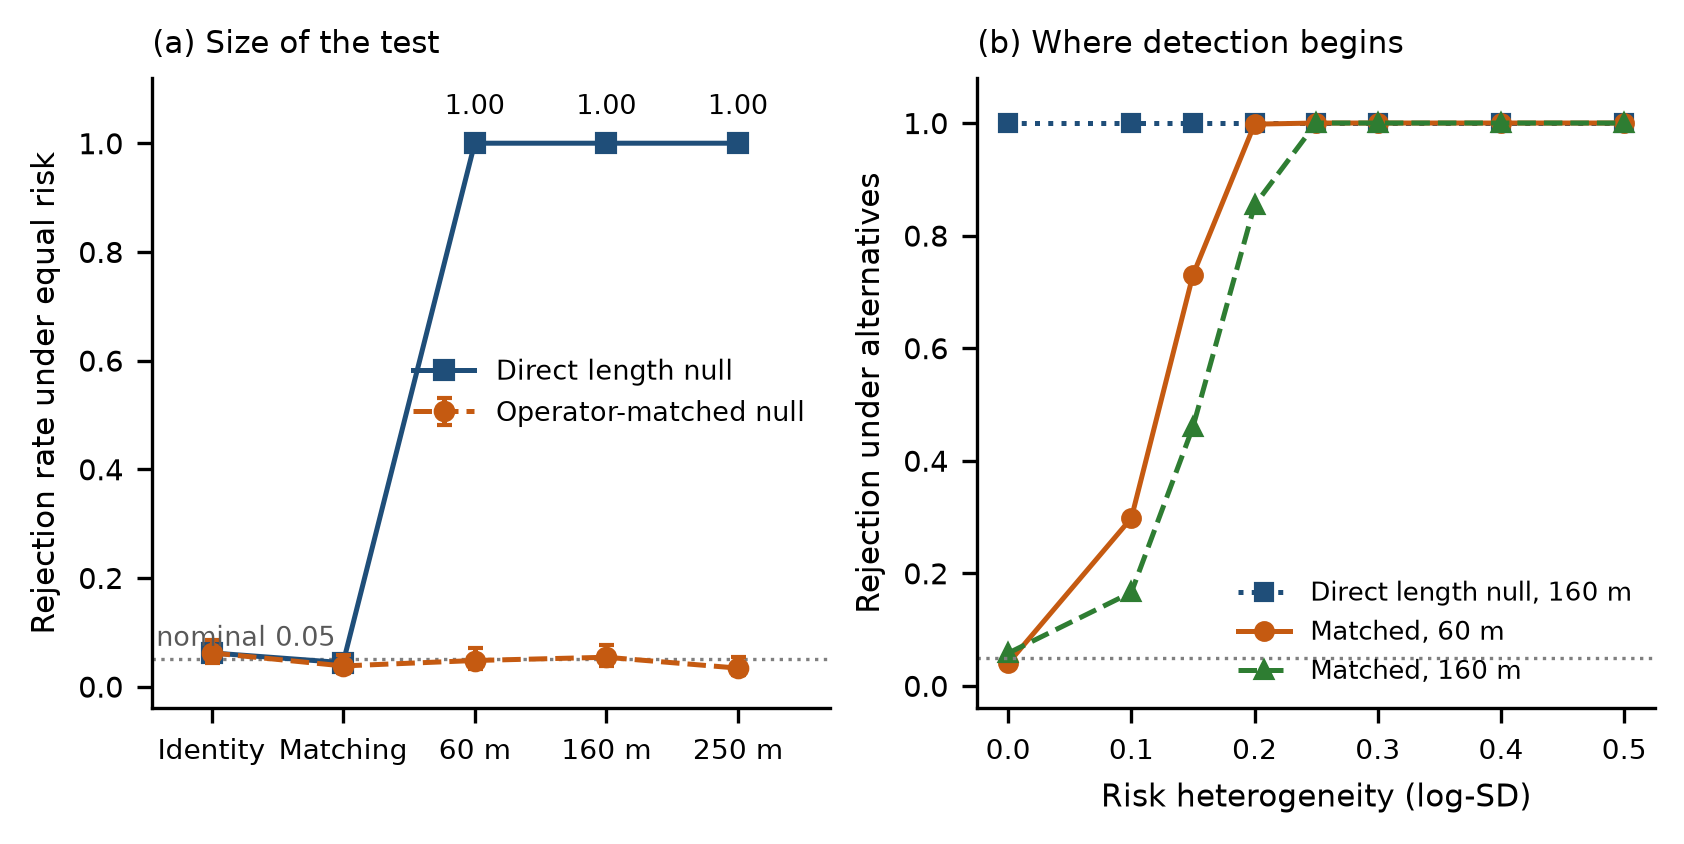 (a) Size of the test
Rejection rate under equal risk
1.0
0.8
0.6
0.4
0.2
0.0
1.00 1.00 1.00
Direct length null
Operator-matched null
nominal 0.05
Identity Matching 60 m 160 m 250 m
(b) Where detection begins
Rejection under alternatives
1.0
0.8
0.6
0.4
0.2
0.0
Direct length null, 160 m
Matched, 60 m
Matched, 160 m
0.0 0.1 0.2 0.3 0.4 0.5
Risk heterogeneity (log-SD)